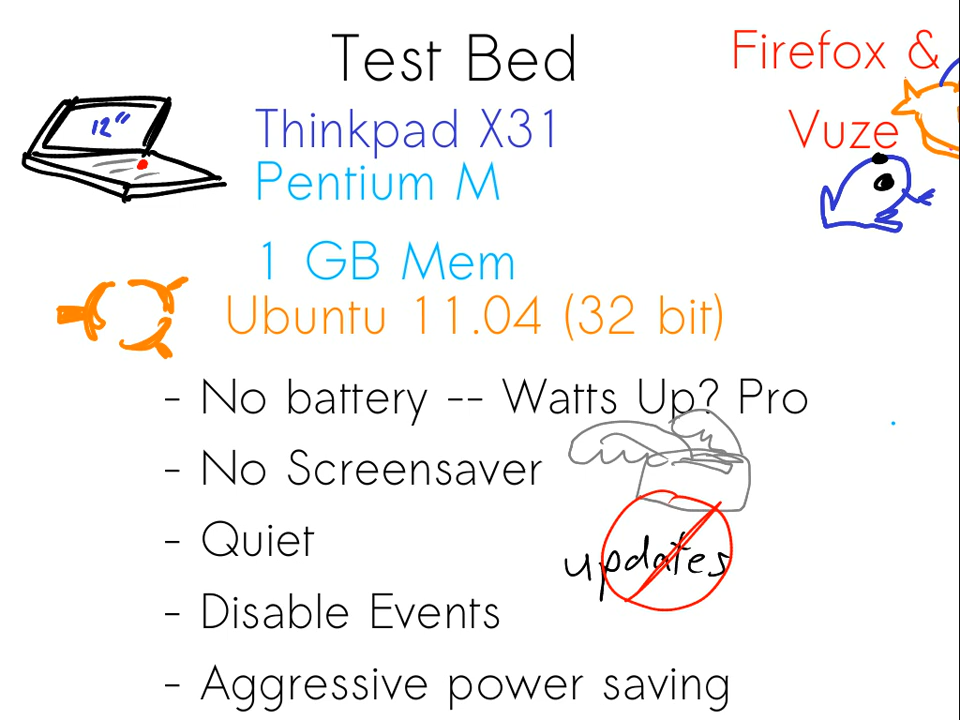 Test Bed
Firefox &
Vuze
12"
Thinkpad X31
Pentium M
1 GB Mem
Ubuntu 11.04 (32 bit)
- No battery -- Watts Up? Pro
- No Screensaver
- Quiet
updates
- Disable Events
- Aggressive power saving